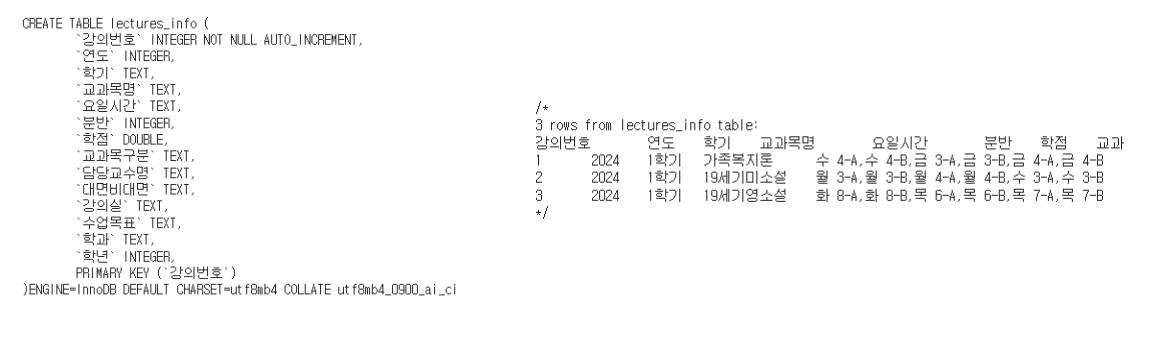 CREATE TABLE lectures_info (
`강의번호` INTEGER NOT NULL AUTO_INCREMENT,
`연도` INTEGER,
`학기` TEXT,
`교과목명` TEXT,
`요일시간` TEXT,
`분반` INTEGER,
`학점` DOUBLE,
`교과목구분` TEXT,
`담당교수명` TEXT,
`대면비대면` TEXT,
`강의실` TEXT,
`수업목표` TEXT,
`학과` TEXT,
`학년` INTEGER,
PRIMARY KEY (`강의번호`)
)ENGINE=InnoDB DEFAULT CHARSET=utf8mb4 COLLATE utf8mb4_0900_ai_ci
/*
3 rows from lectures_info table:
강의번호 연도 학기 교과목명 요일시간 분반 학점 교과
1 2024 1학기 가족복지론 수 4-A,수 4-B,금 3-A,금 3-B,금 4-A,금 4-B
2 2024 1학기 19세기미소설 월 3-A,월 3-B,월 4-A,월 4-B,수 3-A,수 3-B
3 2024 1학기 19세기영소설 화 8-A,화 8-B,목 6-A,목 6-B,목 7-A,목 7-B
*/